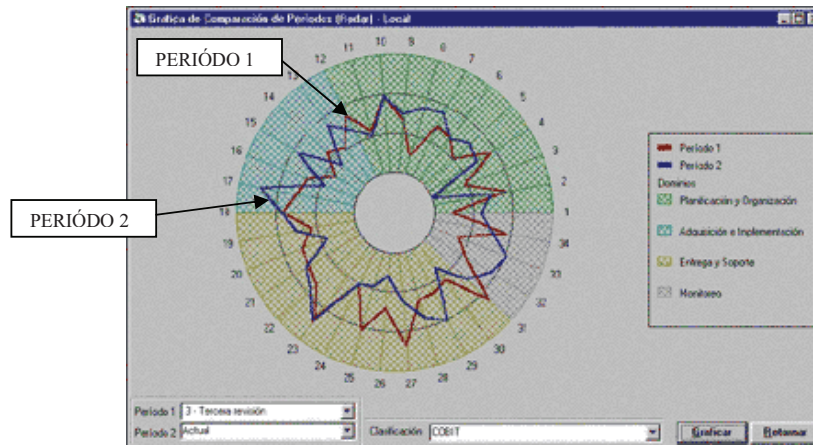 Gráfica de Comparación de Períodos (Radar) - Local
PERIÓDO 1
PERIÓDO 2
12 11 10 9 8 7 6 5 4 3 2 1
13 14 15 16 17 18
19 20 21 22 23 24 25 26 27 28 29 30
31 32 33 34
Período 1
Período 2
Dominios
Planificación y Organización
Adquisición e Implementación
Entrega y Soporte
Monitoreo
Período 1 3 - Tercera revisión
Período 2 Actual
Clasificación COBIT
Graficar
Retornar